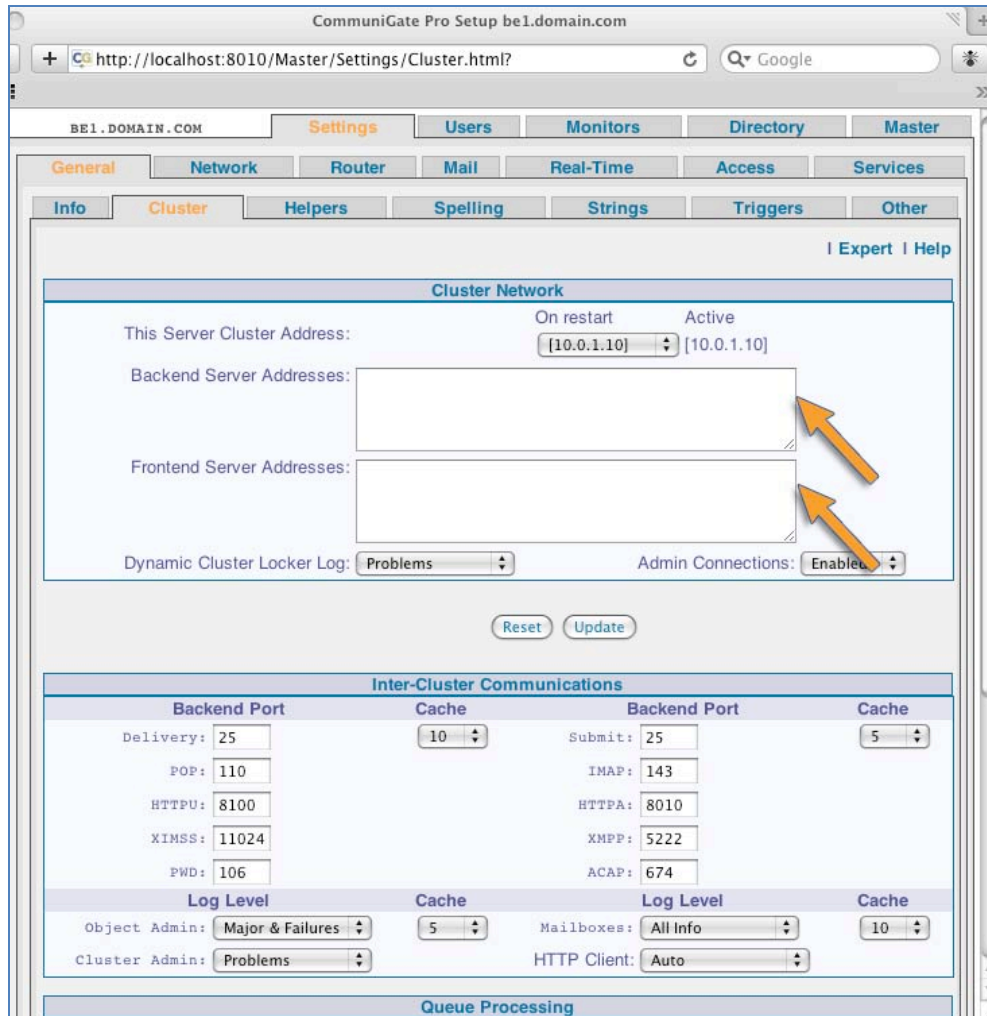 CommuniGate Pro Setup be1.domain.com
http://localhost:8010/Master/Settings/Cluster.html? Google
BE1.DOMAIN.COM Settings Users Monitors Directory Master
General Network Router Mail Real-Time Access Services
Info Cluster Helpers Spelling Strings Triggers Other
| Expert | Help
Cluster Network
On restart Active
This Server Cluster Address: [10.0.1.10] [10.0.1.10]
Backend Server Addresses:
Frontend Server Addresses:
Dynamic Cluster Locker Log: Problems Admin Connections: Enabled
Reset Update
Inter-Cluster Communications
Backend Port Cache Backend Port Cache
Delivery: 25 10 Submit: 25 5
POP: 110 IMAP: 143
HTTPU: 8100 HTTPA: 8010
XIMSS: 11024 XMPP: 5222
PWD: 106 ACAP: 674
Log Level Cache Log Level Cache
Object Admin: Major & Failures 5 Mailboxes: All Info 10
Cluster Admin: Problems HTTP Client: Auto
Queue Processing